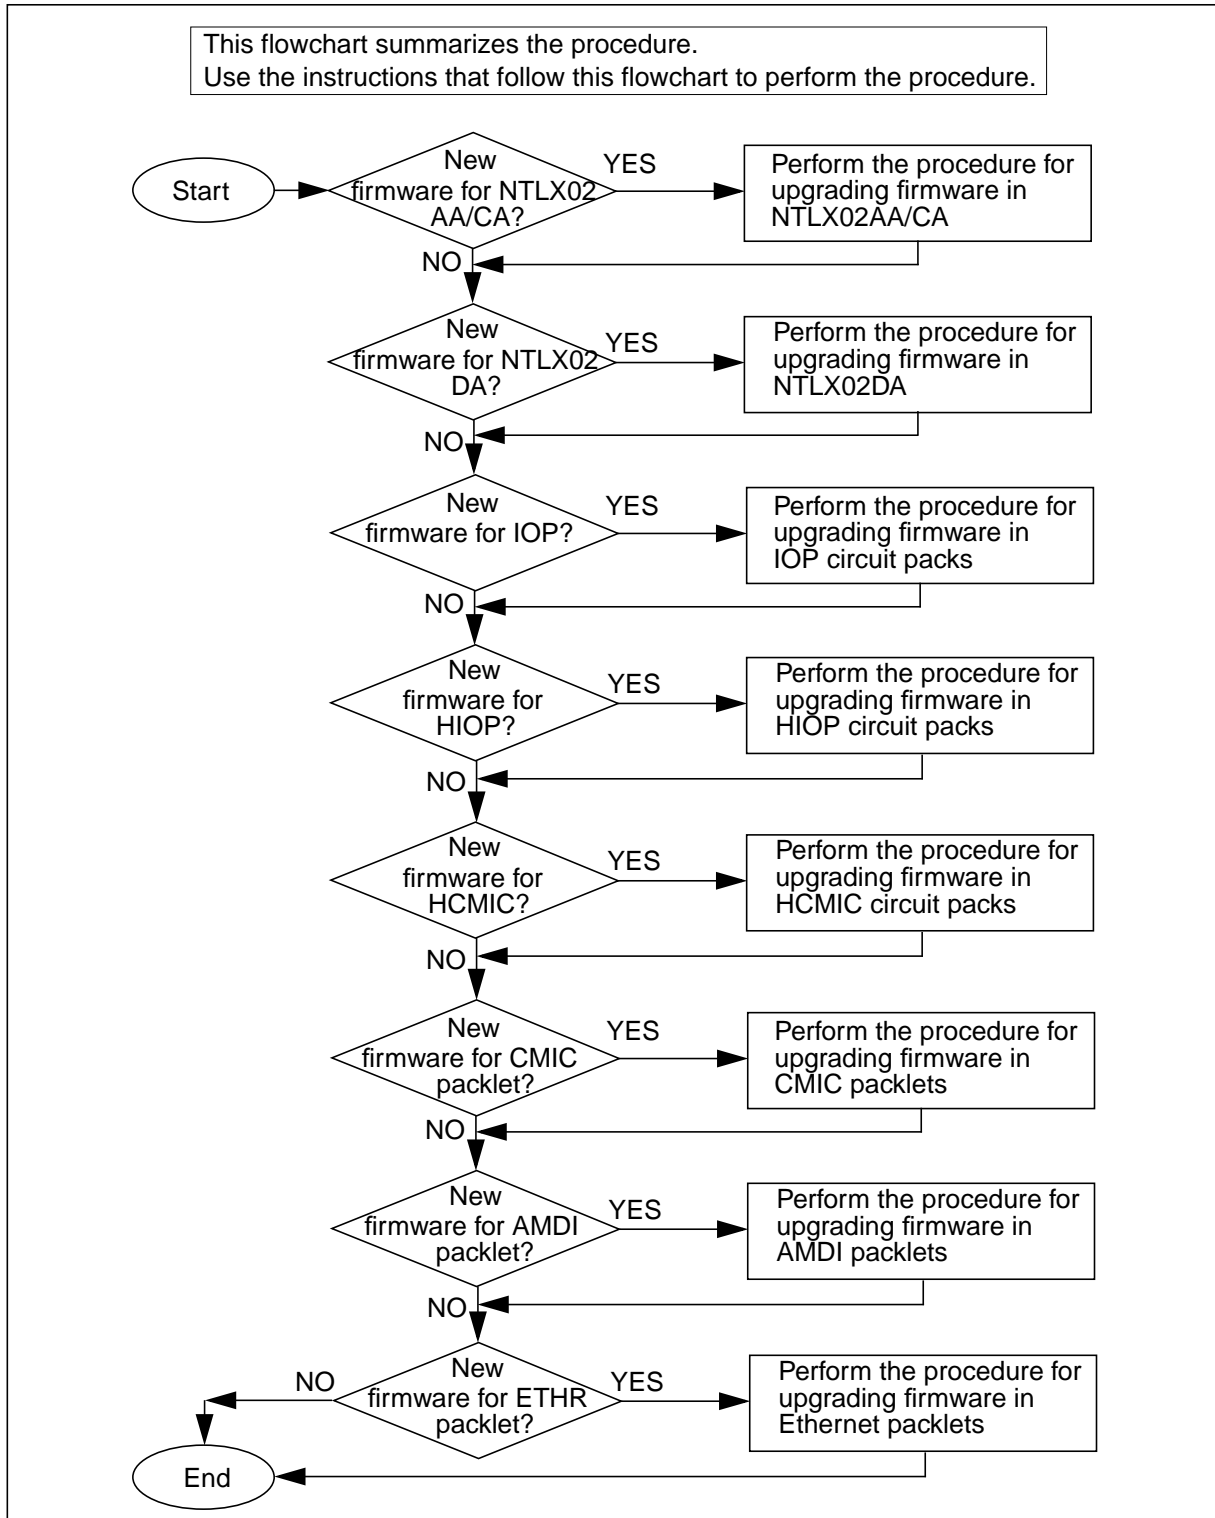 This flowchart summarizes the procedure.
Use the instructions that follow this flowchart to perform the procedure.
Start
New
firmware for NTLX02
AA/CA?
YES
Perform the procedure for
upgrading firmware in
NTLX02AA/CA
NO
New
firmware for NTLX02
DA?
YES
Perform the procedure for
upgrading firmware in
NTLX02DA
NO
New
firmware for IOP?
YES
Perform the procedure for
upgrading firmware in
IOP circuit packs
NO
New
firmware for
HIOP?
YES
Perform the procedure for
upgrading firmware in
HIOP circuit packs
NO
New
firmware for
HCMIC?
YES
Perform the procedure for
upgrading firmware in
HCMIC circuit packs
NO
New
firmware for CMIC
packlet?
YES
Perform the procedure for
upgrading firmware in
CMIC packlets
NO
New
firmware for AMDI
packlet?
YES
Perform the procedure for
upgrading firmware in
AMDI packlets
NO
New
firmware for ETHR
packlet?
NO
YES
Perform the procedure for
upgrading firmware in
Ethernet packlets
End